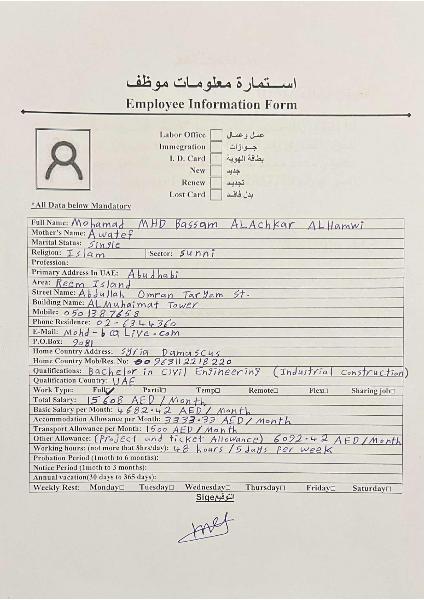 استمارة معلومات موظف
Employee Information Form
Labor Office عمل وعمال
Immegration جوازات
I. D. Card بطاقة الهوية
New جديد
Renew تجديد
Lost Card بدل فاقد
*All Data below Mandatory
Full Name: Mohamad MHD Bassam ALAchkar ALHamwi
Mother's Name: Awatef
Marital Status: Single
Religion: Islam Sector: Sunni
Profession:
Primary Address In UAE: Abudhabi
Area: Reem Island
Street Name: Abdullah Omran Taryam St.
Building Name: ALMuhaimat Tower
Mobile: 0501387658
Phone Residence: 02-6344360
E-Mail: Mohd-b@Live.com
P.O.Box: 9081
Home Country Address: Syria Damascus
Home Country Mob/Res. No: 00963112218220
Qualifications: Bachelor in Civil Engineering (Industrial Construction)
Qualification Country: UAE
Work Type: Full Partial Temp Remote Flexi Sharing job
Total Salary: 15608 AED / Month
Basic Salary per Month: 4682.42 AED / Month
Accommodation Allowance per Month: 3333.33 AED / Month
Transport Allowance per Month: 1500 AED / Month
Other Allowance: (Project and ticket Allowance) 6092.42 AED/Month
Working hours: (not more that 8hrs/day): 48 hours / 5 days per week
Probation Period (1moth to 6 months):
Notice Period (1moth to 3 months):
Annual vacation(30 days to 365 days):
Weekly Rest: Monday Tuesday Wednesday Thursday Friday Saturday
Sige التوقيع